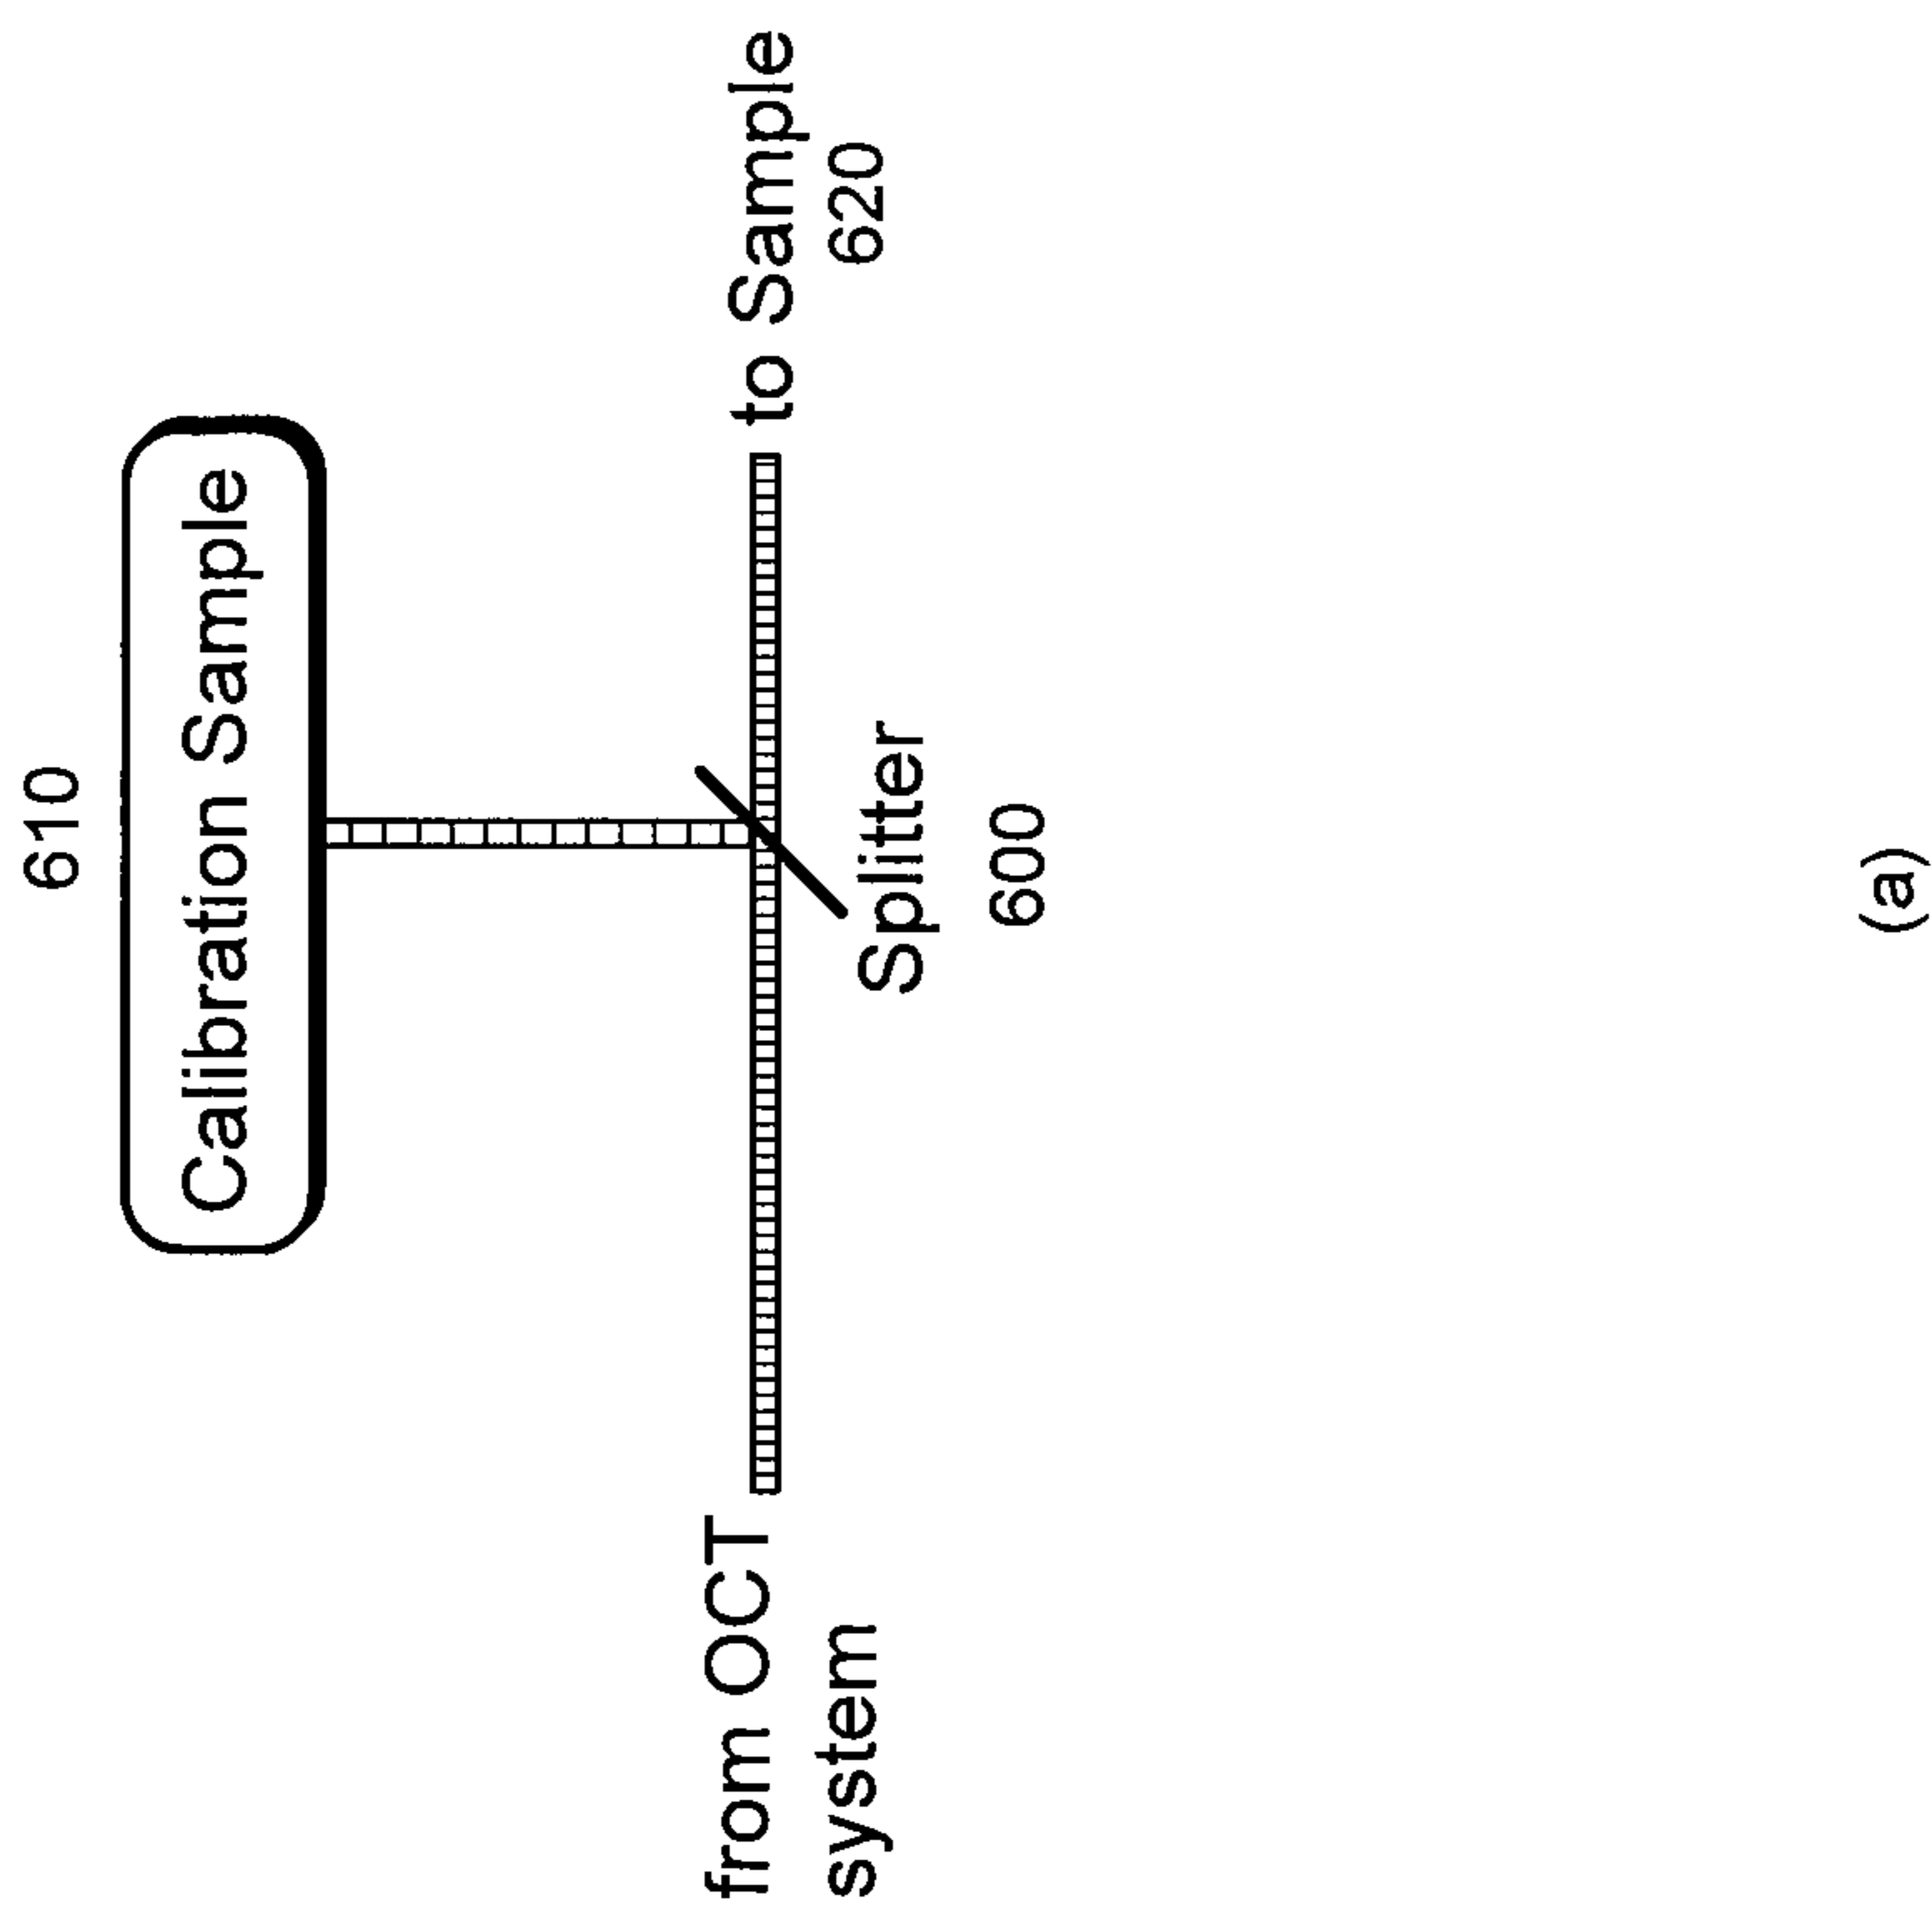 610
Calibration Sample
from OCT
system
to Sample
620
Splitter
600
(a)